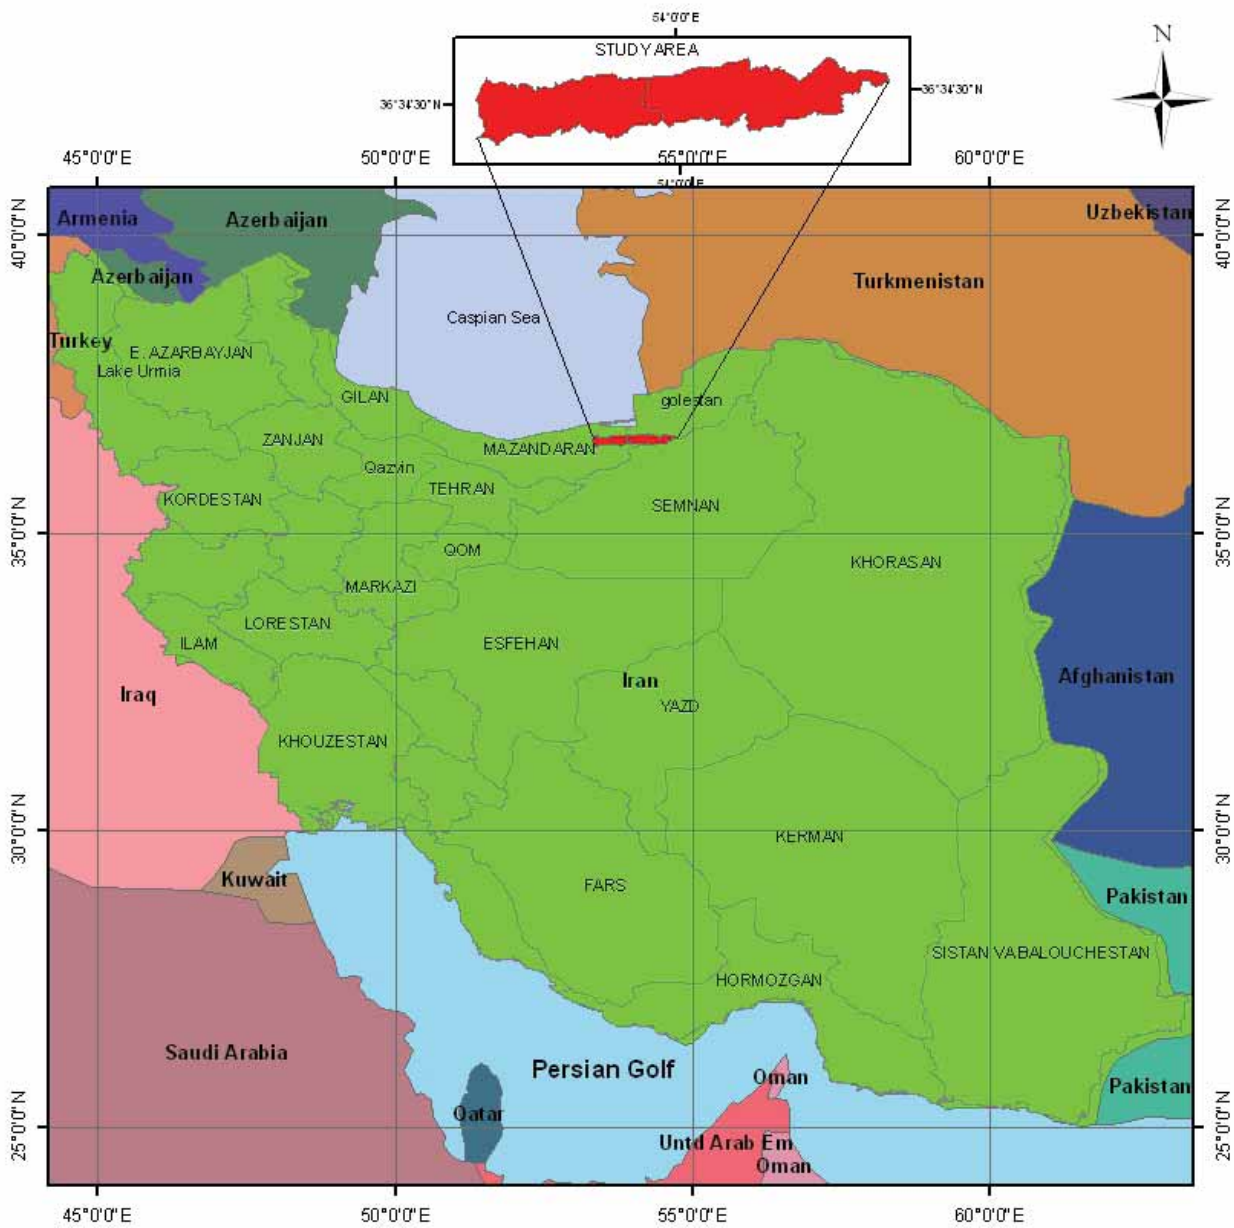 54°0'0"E
N
STUDY AREA
36°34'30"N
36°34'30"N
45°0'0"E
50°0'0"E
55°0'0"E
60°0'0"E
54°0'0"E
40°0'0"N
Armenia
Azerbaijan
Uzbekistan
40°0'0"N
Azerbaijan
Turkmenistan
Caspian Sea
Turkey
E. AZARBAYJAN
Lake Urmia
GILAN
golestan
ZANJAN
MAZANDARAN
Qazvin
TEHRAN
KORDESTAN
SEMNAN
35°0'0"N
35°0'0"N
QOM
KHORASAN
MARKAZI
LORESTAN
ILAM
ESFEHAN
Iran
Afghanistan
Iraq
YAZD
KHOUZESTAN
30°0'0"N
KERMAN
30°0'0"N
Kuwait
FARS
Pakistan
SISTAN VABALOUCHESTAN
HORMOZGAN
Saudi Arabia
Persian Golf
Oman
Pakistan
Qatar
25°0'0"N
25°0'0"N
Untd Arab Em
Oman
45°0'0"E
50°0'0"E
55°0'0"E
60°0'0"E